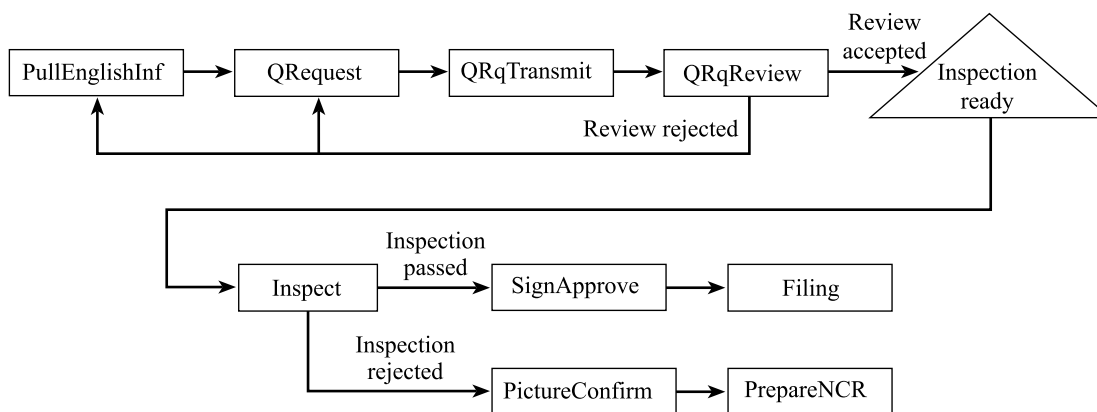 PullEnglishInf
QRequest
QRqTransmit
QRqReview
Review
accepted
Inspection
ready
Review rejected
Inspection
passed
Inspect
SignApprove
Filing
Inspection
rejected
PictureConfirm
PrepareNCR